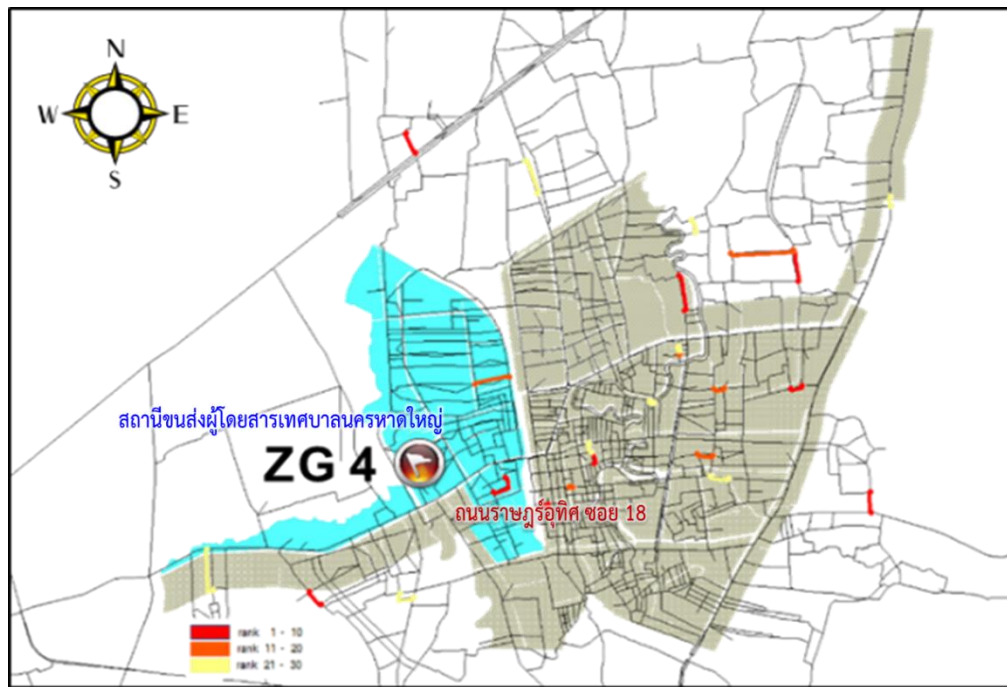 N
W E
S
สถานีขนส่งผู้โดยสารเทศบาลนครหาดใหญ่
ZG 4
ถนนราษฎร์อุทิศ ซอย 18
rank 1 - 10
rank 11 - 20
rank 21 - 30